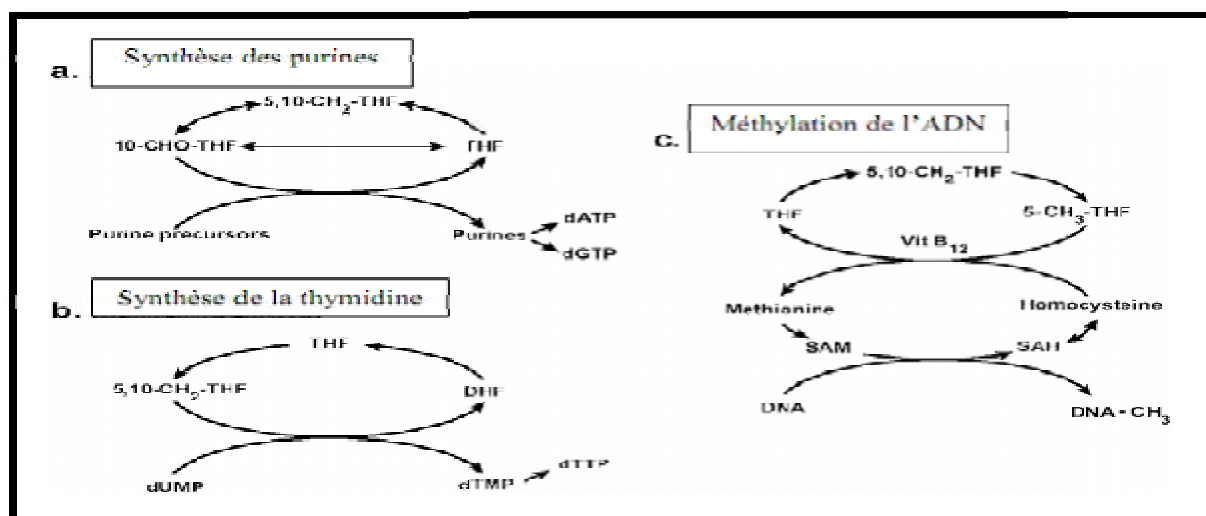 a. Synthèse des purines
5,10-CH₂-THF
10-CHO-THF THF
Purine precursors Purines
dATP
dGTP
b. Synthèse de la thymidine
THF
5,10-CH₂-THF DHF
dUMP dTMP dTTP
c. Méthylation de l'ADN
5,10-CH₂-THF
THF 5-CH₃-THF
Vit B₁₂
Methianine Homocysteine
SAM SAH
DNA DNA - CH₃